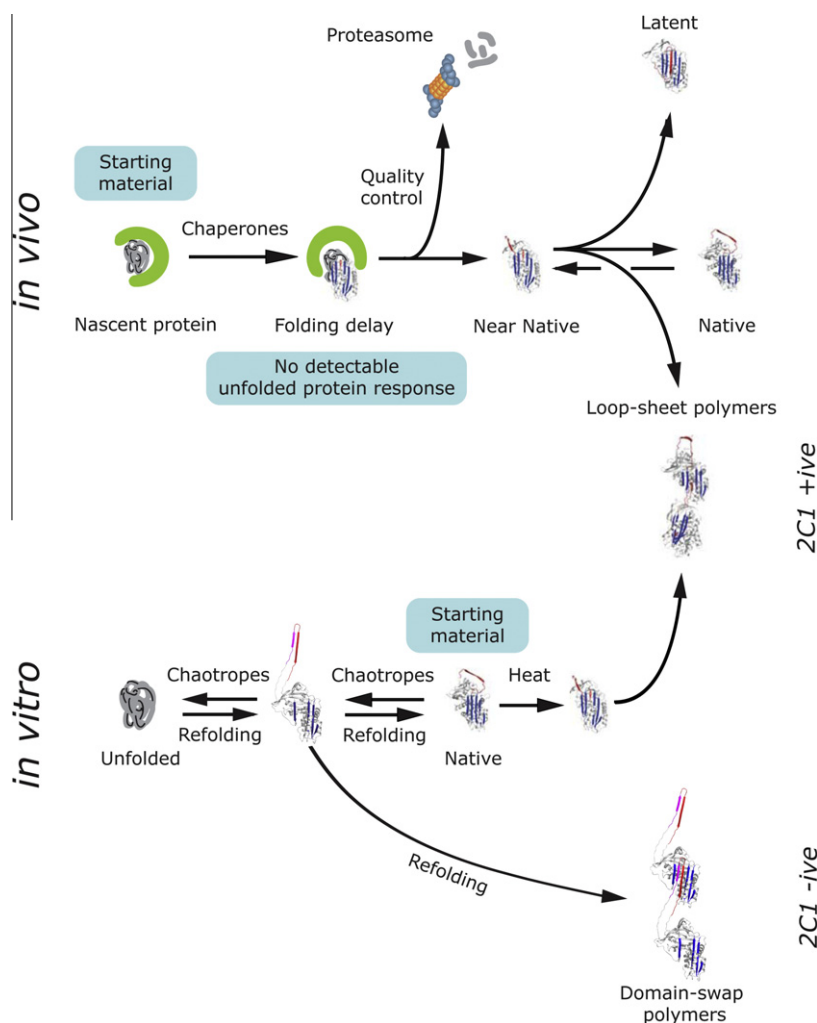 Proteasome
Latent
Starting
material
Quality
control
in vivo
Chaperones
Nascent protein
Folding delay
Near Native
Native
No detectable
unfolded protein response
Loop-sheet polymers
2C1 +ive
Starting
material
in vitro
Chaotropes
Chaotropes
Heat
Refolding
Refolding
Unfolded
Native
Refolding
2C1 -ive
Domain-swap
polymers